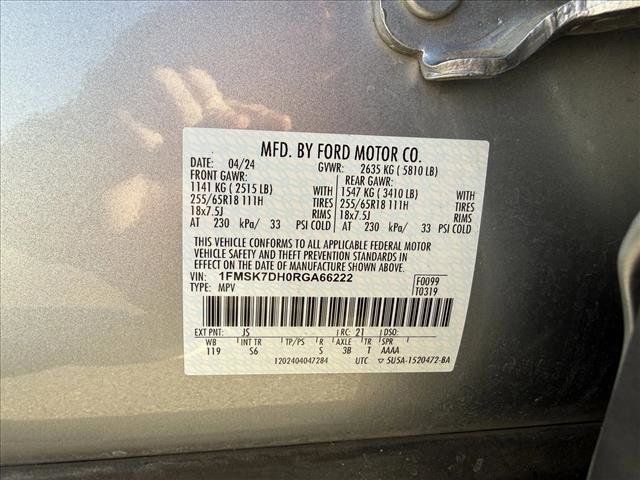 MFD. BY FORD MOTOR CO.
DATE: 04/24 GVWR: 2635 KG ( 5810 LB)
FRONT GAWR: REAR GAWR:
1141 KG ( 2515 LB) WITH 1547 KG ( 3410 LB) WITH
255/65R18 111H TIRES 255/65R18 111H TIRES
18x7.5J RIMS 18x7.5J RIMS
AT 230 kPa/ 33 PSI COLD AT 230 kPa/ 33 PSI COLD
THIS VEHICLE CONFORMS TO ALL APPLICABLE FEDERAL MOTOR
VEHICLE SAFETY AND THEFT PREVENTION STANDARDS IN
EFFECT ON THE DATE OF MANUFACTURE SHOWN ABOVE.
VIN: 1FMSK7DH0RGA66222 F0099
TYPE: MPV T0319
EXT PNT: JS RC: 21 DSO:
WB INT TR TP/PS R AXLE TR SPR
119 S6 S 3B T AAAA
1202404047284 UTC ▽ 5U5A-1520472-BA